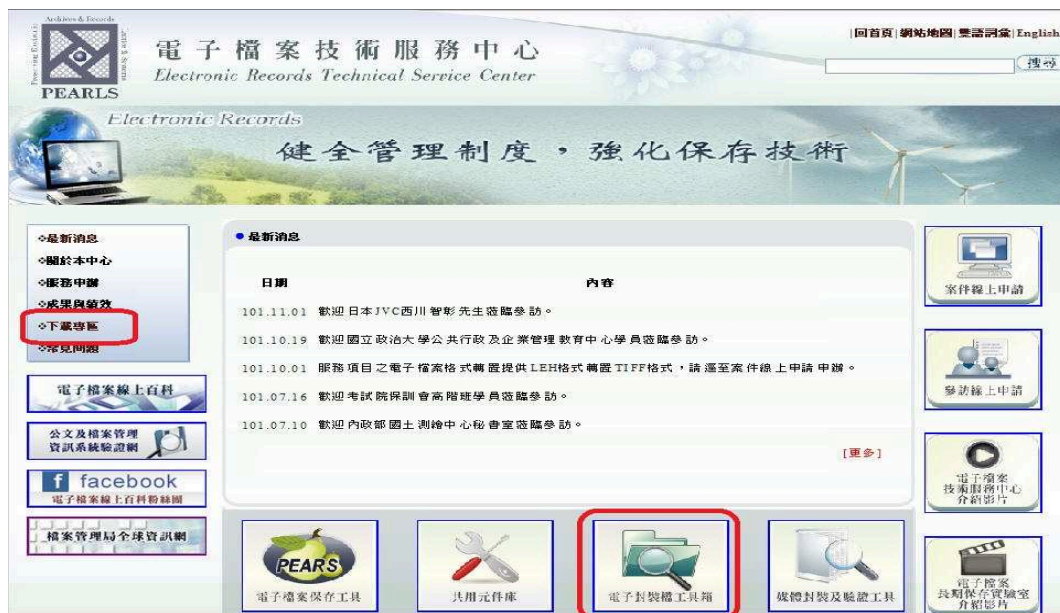 Archives & Records
PEARLS
電子檔案技術服務中心
Electronic Records Technical Service Center
|回首頁|網站地圖|雙語詞彙|English
搜尋
Electronic Records
健全管理制度，強化保存技術
最新消息
關於本中心
服務申辦
成果與績效
下載專區
常見問題
電子檔案線上百科
公文及檔案管理
資訊系統驗證網
facebook
電子檔案線上百科粉絲團
檔案管理局全球資訊網
最新消息
日期 內容
101.11.01 歡迎日本JVC西川智彰先生蒞臨參訪。
101.10.19 歡迎國立政治大學公共行政及企業管理教育中心學員蒞臨參訪。
101.10.01 服務項目之電子檔案格式轉置提供LEH格式轉置TIFF格式，請逕至案件線上申請申辦。
101.07.16 歡迎考試院保訓會高階班學員蒞臨參訪。
101.07.10 歡迎內政部國土測繪中心秘書室蒞臨參訪。
[更多]
PEARS
電子檔案保存工具
共用元件庫
電子封裝檔工具箱
媒體封裝及驗證工具
案件線上申請
參訪線上申請
電子檔案
技術服務中心
介紹影片
電子檔案
長期保存實驗室
介紹影片